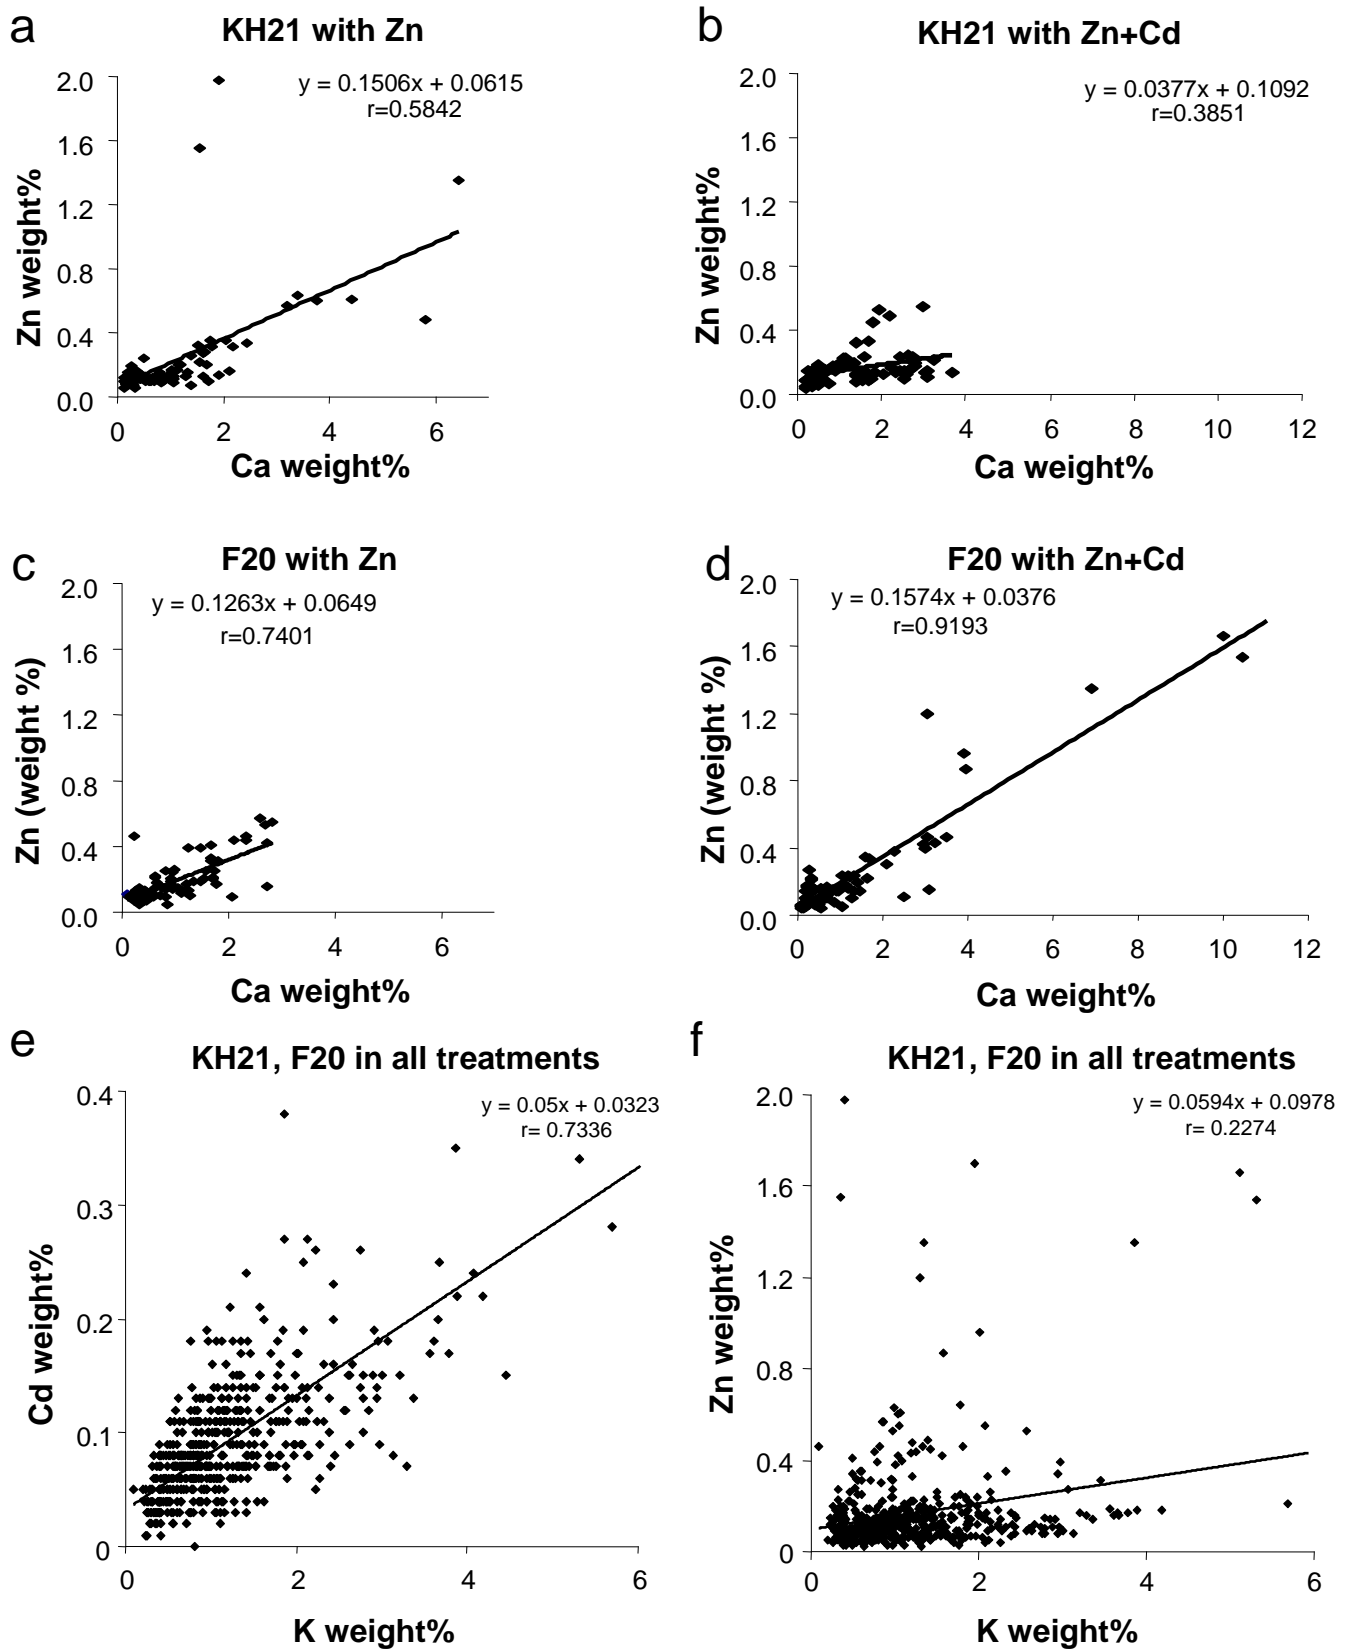 a
KH21 with Zn
y = 0.1506x + 0.0615
r=0.5842
2.0
1.6
1.2
0.8
0.4
0.0
0 2 4 6
Zn weight%
Ca weight%
b
KH21 with Zn+Cd
y = 0.0377x + 0.1092
r=0.3851
2.0
1.6
1.2
0.8
0.4
0.0
0 2 4 6 8 10 12
Zn weight%
Ca weight%
c
F20 with Zn
y = 0.1263x + 0.0649
r=0.7401
2.0
1.6
1.2
0.8
0.4
0.0
0 2 4 6
Zn (weight %)
Ca weight%
d
F20 with Zn+Cd
y = 0.1574x + 0.0376
r=0.9193
2.0
1.6
1.2
0.8
0.4
0.0
0 2 4 6 8 10 12
Zn (weight %)
Ca weight%
e
KH21, F20 in all treatments
y = 0.05x + 0.0323
r= 0.7336
0.4
0.3
0.2
0.1
0
0 2 4 6
Cd weight%
K weight%
f
KH21, F20 in all treatments
y = 0.0594x + 0.0978
r= 0.2274
2.0
1.6
1.2
0.8
0.4
0
0 2 4 6
Zn weight%
K weight%